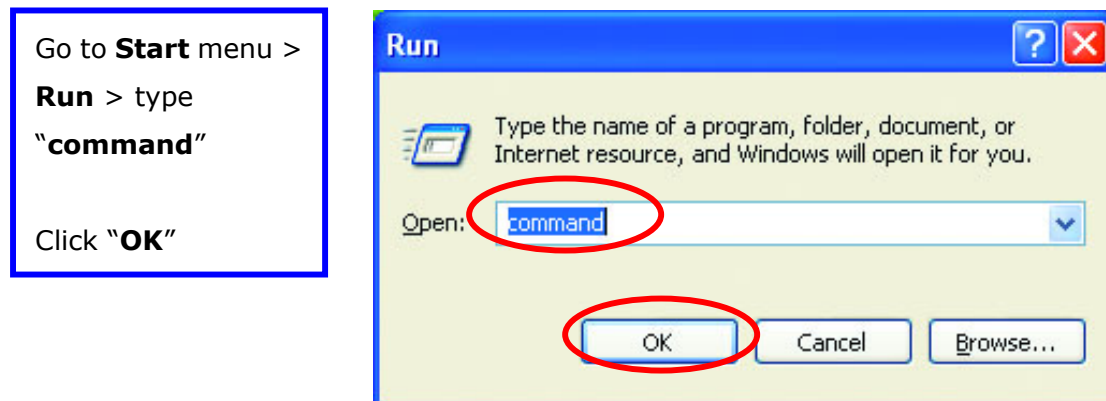 Go to Start menu >
Run > type
“command”
Click “OK”
Run
Type the name of a program, folder, document, or
Internet resource, and Windows will open it for you.
Open: command
OK Cancel Browse...